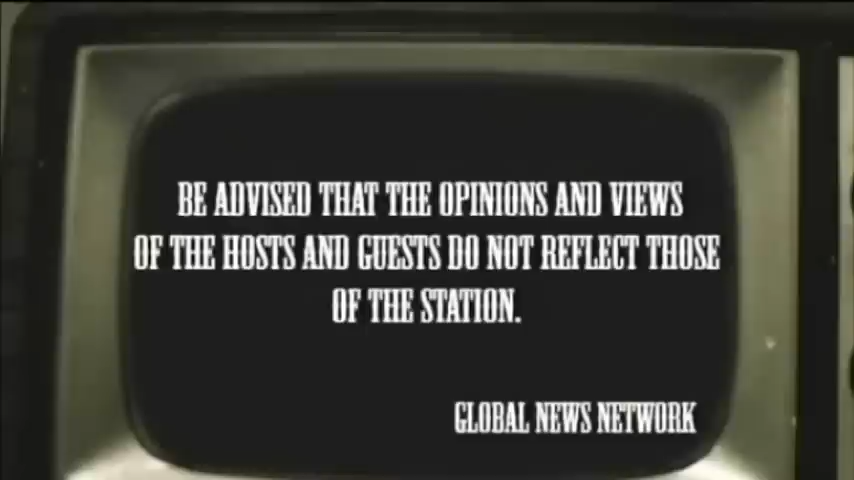 BE ADVISED THAT THE OPINIONS AND VIEWS
OF THE HOSTS AND GUESTS DO NOT REFLECT THOSE
OF THE STATION.
GLOBAL NEWS NETWORK